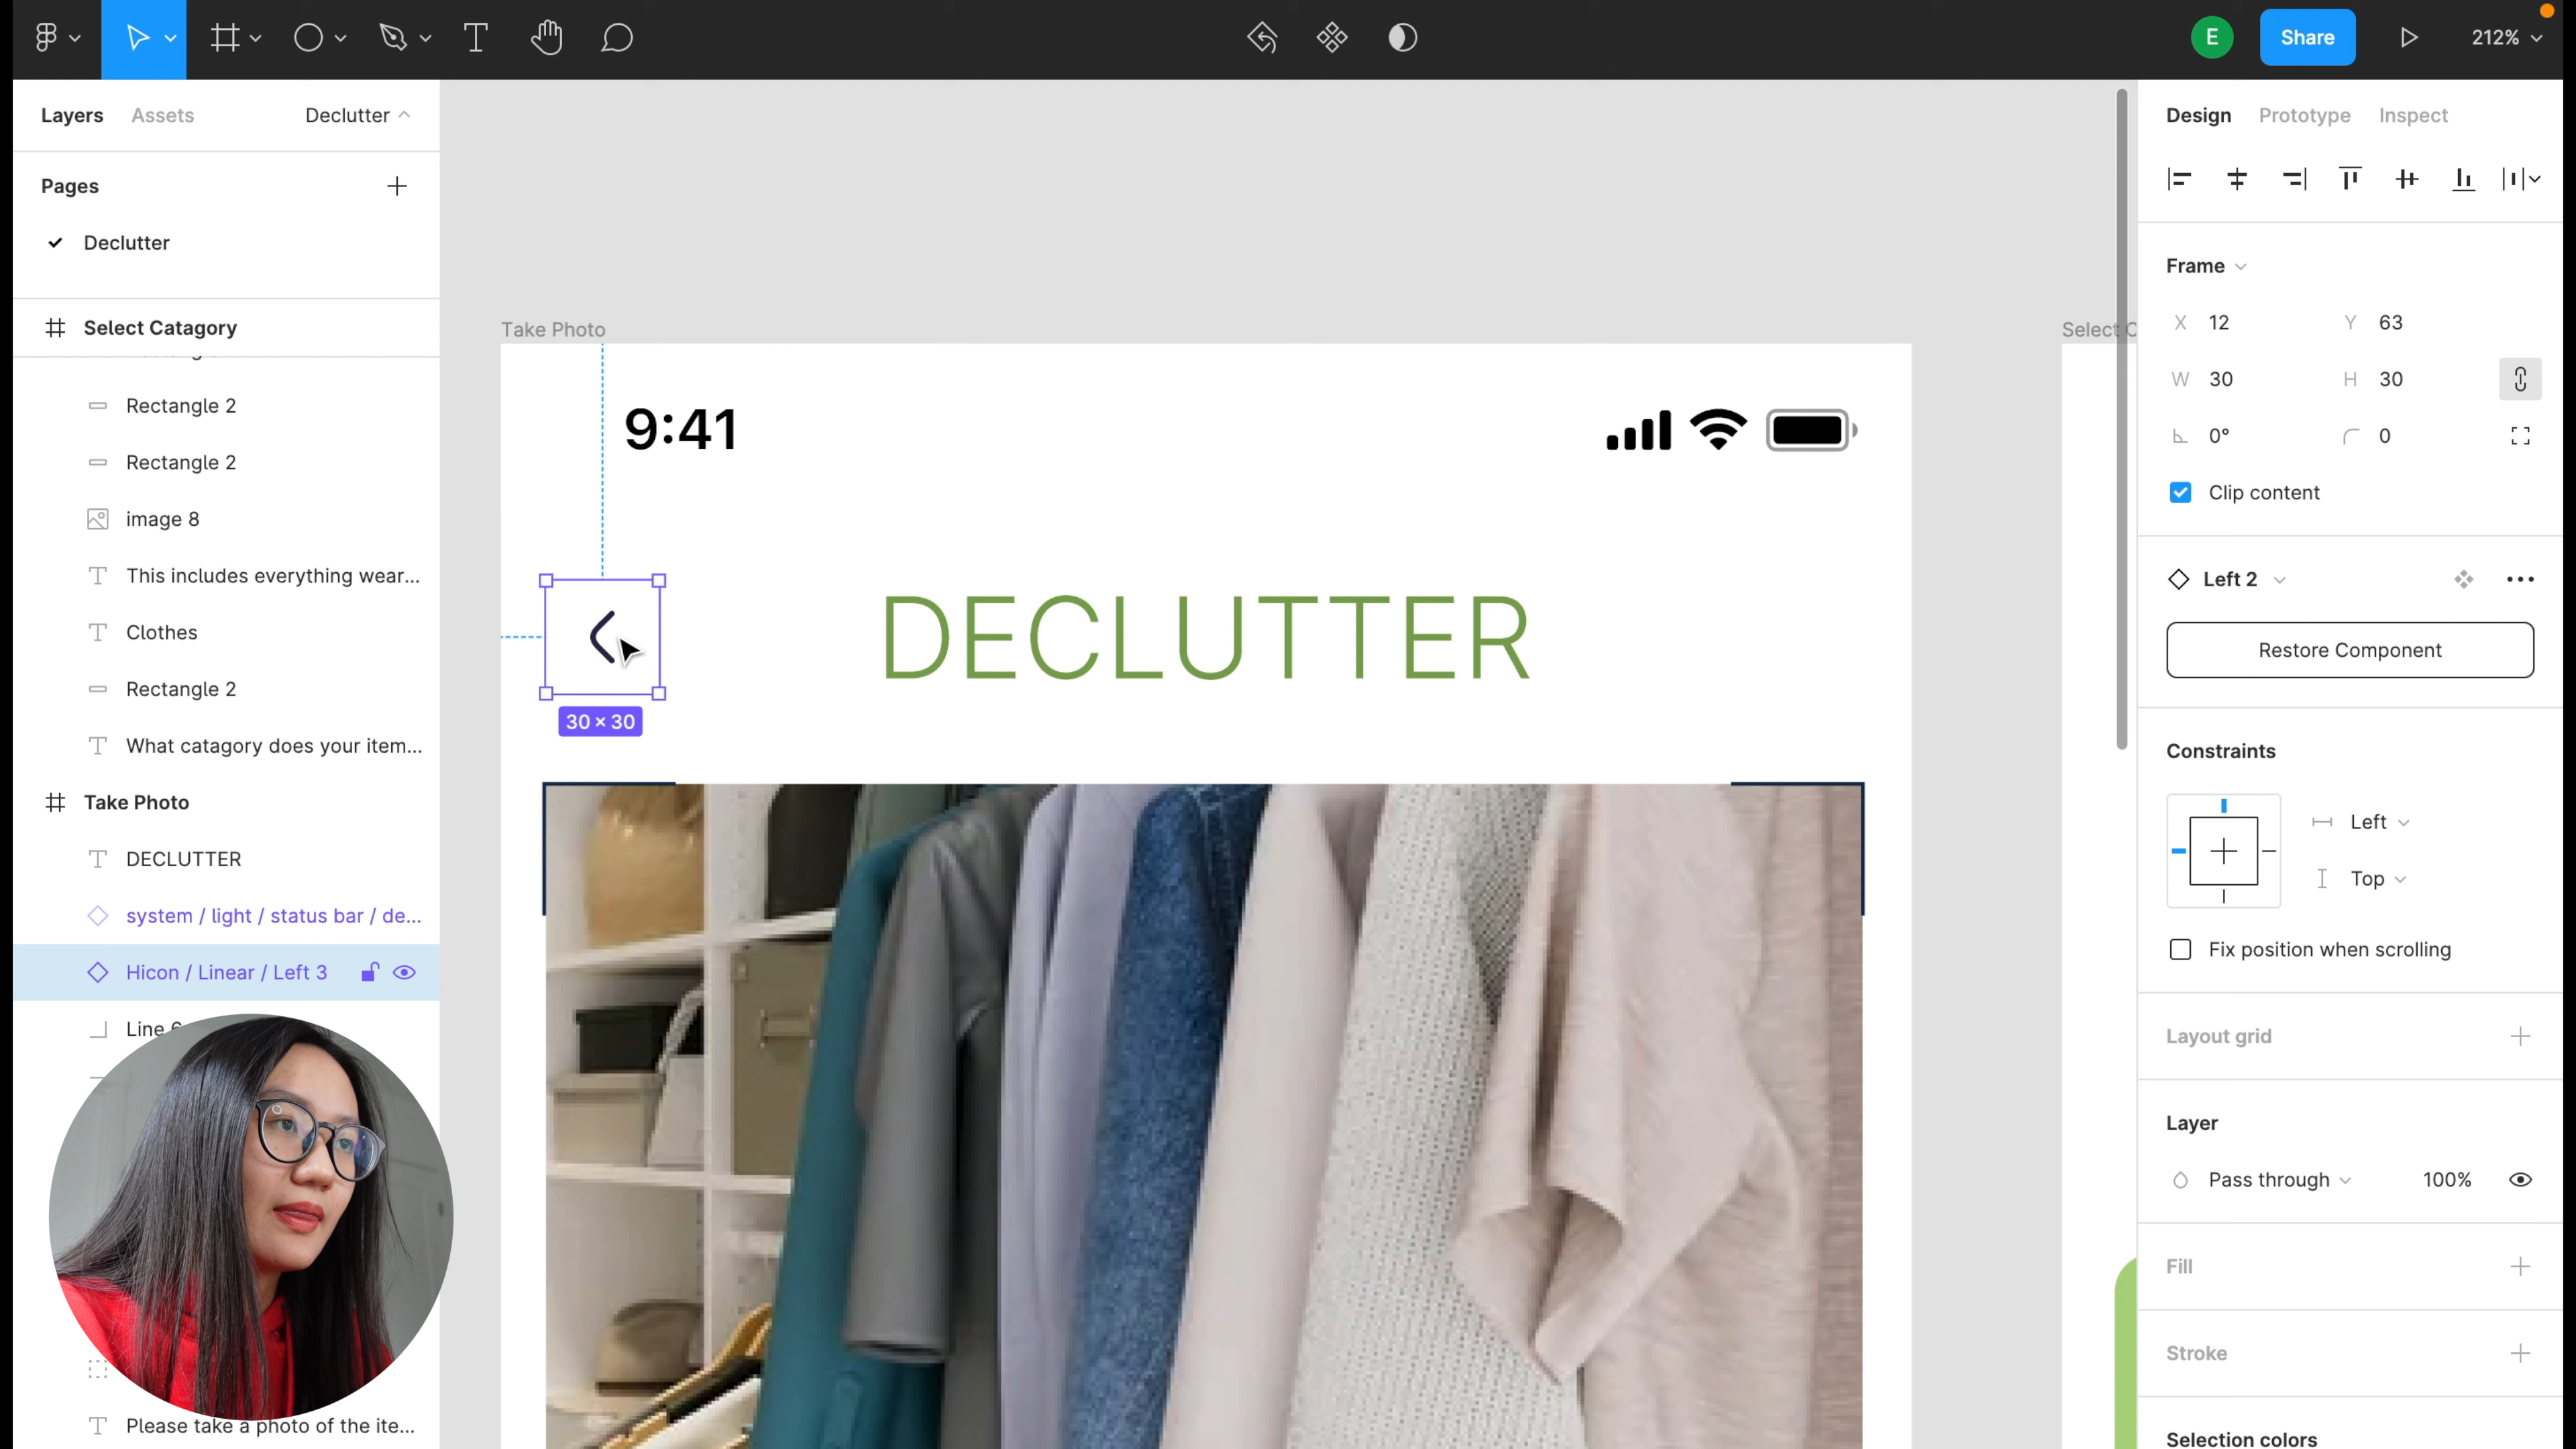 E
Share
212%
Layers
Assets
Declutter
Pages
Declutter
Select Catagory
Rectangle 2
Rectangle 2
image 8
This includes everything wear...
Clothes
Rectangle 2
What catagory does your item...
Take Photo
DECLUTTER
system / light / status bar / de...
Hicon / Linear / Left 3
Line 6
Please take a photo of the ite...
Take Photo
9:41
DECLUTTER
30 × 30
Select C
Design
Prototype
Inspect
Frame
X 12
Y 63
W 30
H 30
0°
0
Clip content
Left 2
Restore Component
Constraints
Left
Top
Fix position when scrolling
Layout grid
Layer
Pass through
100%
Fill
Stroke
Selection colors